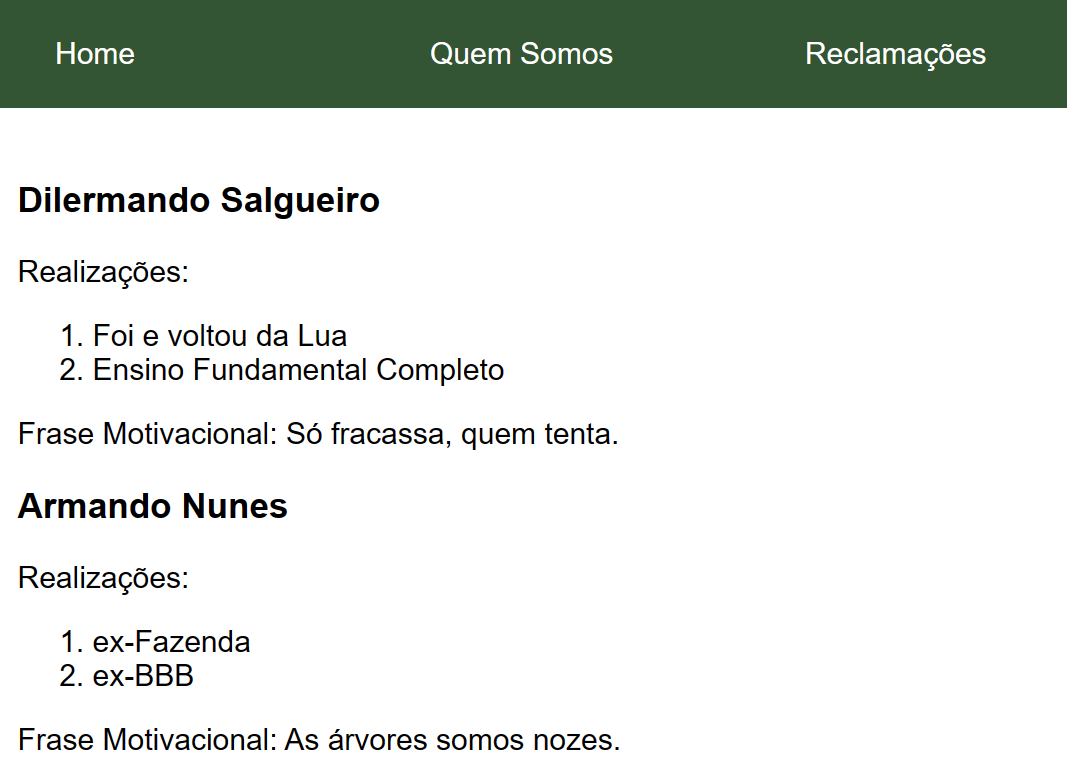 Home Quem Somos Reclamações
Dilermando Salgueiro
Realizações:
1. Foi e voltou da Lua
2. Ensino Fundamental Completo
Frase Motivacional: Só fracassa, quem tenta.
Armando Nunes
Realizações:
1. ex-Fazenda
2. ex-BBB
Frase Motivacional: As árvores somos nozes.